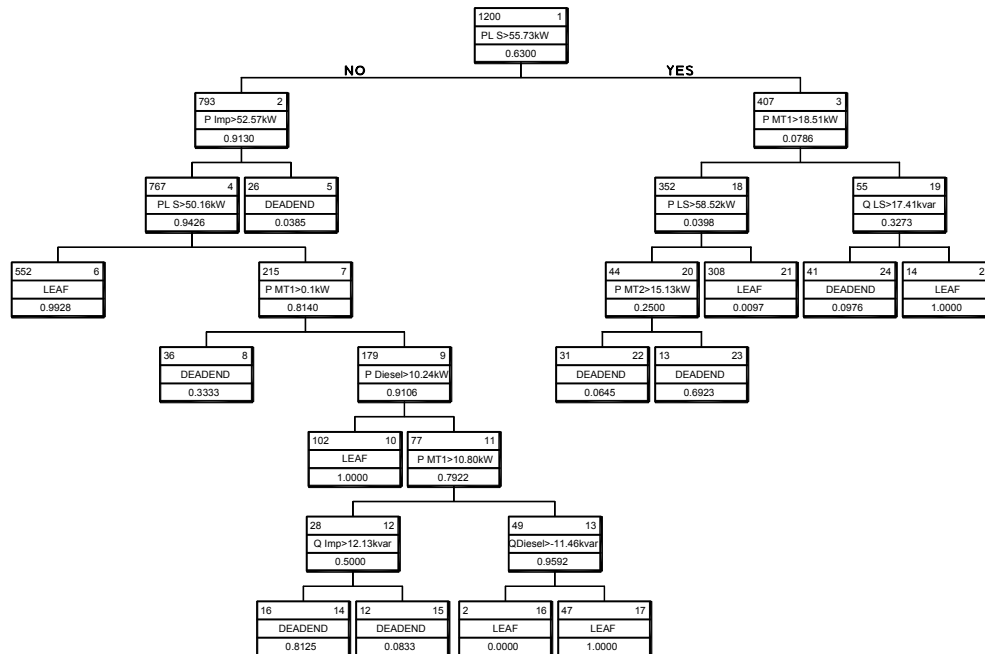 1200 1
PL S>55.73kW
0.6300
NO YES
793 2
P Imp>52.57kW
0.9130
407 3
P MT1>18.51kW
0.0786
767 4
PL S>50.16kW
0.9426
26 5
DEADEND
0.0385
352 18
P LS>58.52kW
0.0398
55 19
Q LS>17.41kvar
0.3273
552 6
LEAF
0.9928
215 7
P MT1>0.1kW
0.8140
44 20
P MT2>15.13kW
0.2500
308 21
LEAF
0.0097
41 24
DEADEND
0.0976
14 2
LEAF
1.0000
36 8
DEADEND
0.3333
179 9
P Diesel>10.24kW
0.9106
31 22
DEADEND
0.0645
13 23
DEADEND
0.6923
102 10
LEAF
1.0000
77 11
P MT1>10.80kW
0.7922
28 12
Q Imp>12.13kvar
0.5000
49 13
QDiesel>-11.46kvar
0.9592
16 14
DEADEND
0.8125
12 15
DEADEND
0.0833
2 16
LEAF
0.0000
47 17
LEAF
1.0000